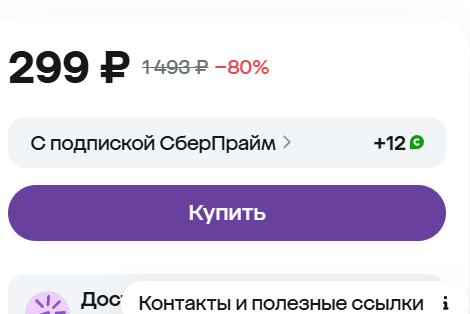 299 ₽ 1 493 ₽ −80%
С подпиской СберПрайм +12
Купить
Контакты и полезные ссылки